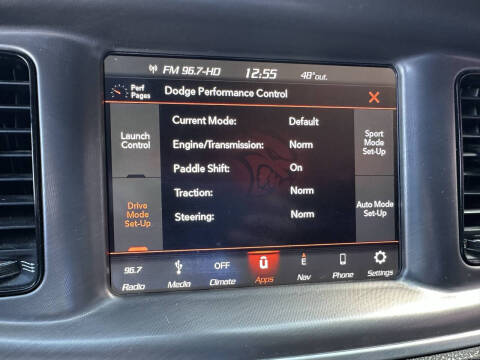 FM 96.7-HD 12:55 48° out.
Perf Pages Dodge Performance Control X
Current Mode: Default
Launch Control
Engine/Transmission: Norm
Sport Mode Set-Up
Paddle Shift: On
Drive Mode Set-Up
Traction: Norm
Auto Mode Set-Up
Steering: Norm
96.7 OFF E
Radio Media Climate Apps Nav Phone Settings